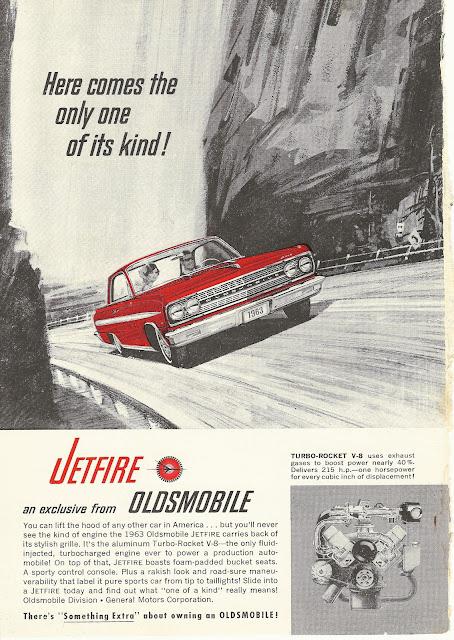 Here comes the
only one
of its kind!
1963
JETFIRE
an exclusive from OLDSMOBILE
You can lift the hood of any other car in America . . . but you'll never
see the kind of engine the 1963 Oldsmobile JETFIRE carries back of
its stylish grille. It's the aluminum Turbo-Rocket V-8—the only fluid-
injected, turbocharged engine ever to power a production auto-
mobile! On top of that, JETFIRE boasts foam-padded bucket seats.
A sporty control console. Plus a rakish look and road-sure maneu-
verability that label it pure sports car from tip to taillights! Slide into
a JETFIRE today and find out what "one of a kind" really means!
Oldsmobile Division • General Motors Corporation.
There's "Something Extra" about owning an OLDSMOBILE!
TURBO-ROCKET V-8 uses exhaust
gases to boost power nearly 40%.
Delivers 215 h.p.—one horsepower
for every cubic inch of displacement!